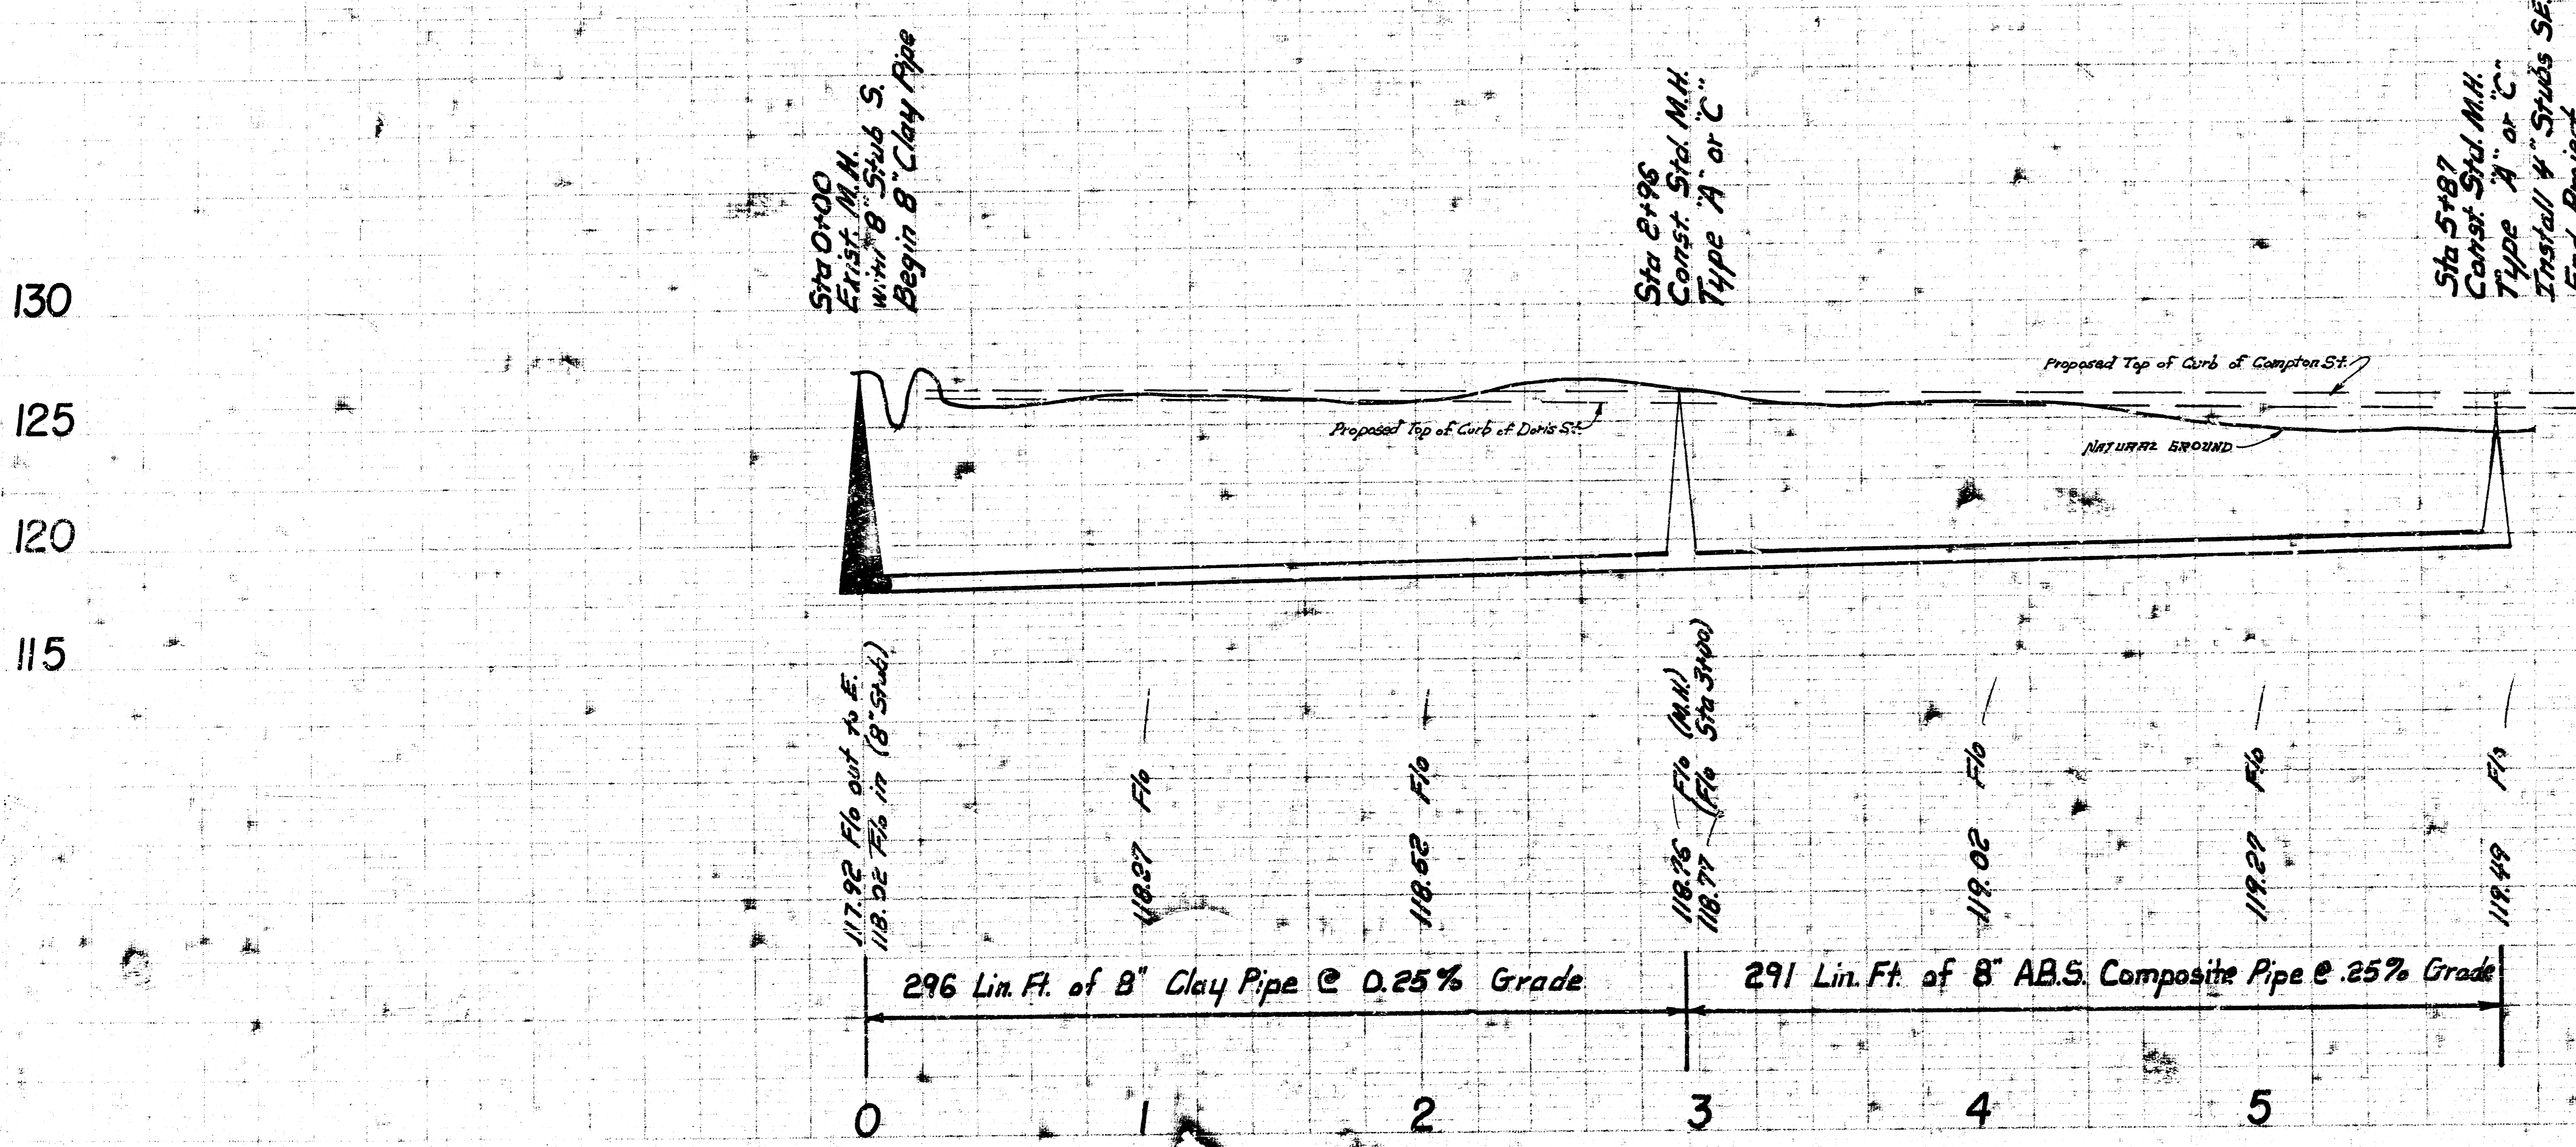 Sta 0+00
Exist. M.H.
with 8" Stub S.
Begin 8" Clay Pipe
Sta 2+96
Const. Std. M.H.
Type "A" or "C"
Sta 5+87
Const. Std. M.H.
Type "A" or "C"
Install 4" Stubs SE.
End Project
130
125
120
115
Proposed Top of Curb of Compton St.
Proposed Top of Curb of Doris St.
NATURAL GROUND
117.92 F/o out to E.
118.02 F/o in (8" Stub)
118.27 F/o
118.52 F/o
118.76 F/o (M.H.)
118.77 (F/o Sta 3+00)
119.02 F/o
119.27 F/o
119.49 F/o
296 Lin. Ft. of 8" Clay Pipe @ 0.25% Grade
291 Lin. Ft. of 8" A.B.S. Composite Pipe @ .25% Grade
0 1 2 3 4 5